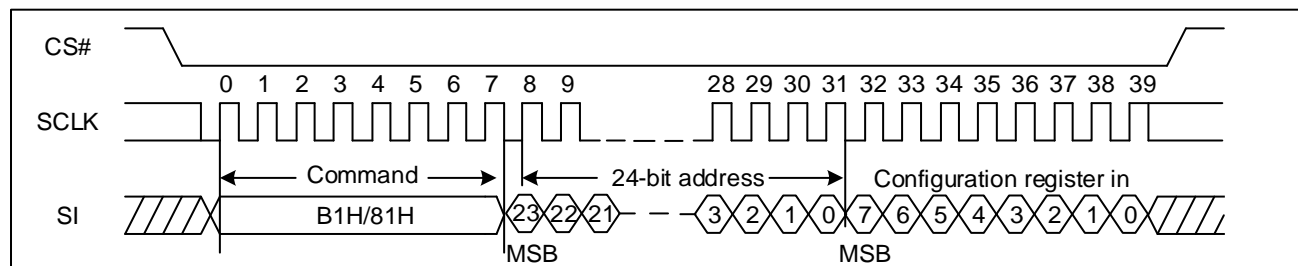 CS#
0 1 2 3 4 5 6 7 8 9 28 29 30 31 32 33 34 35 36 37 38 39
SCLK
Command 24-bit address Configuration register in
SI B1H/81H 23 22 21 3 2 1 0 7 6 5 4 3 2 1 0
MSB MSB